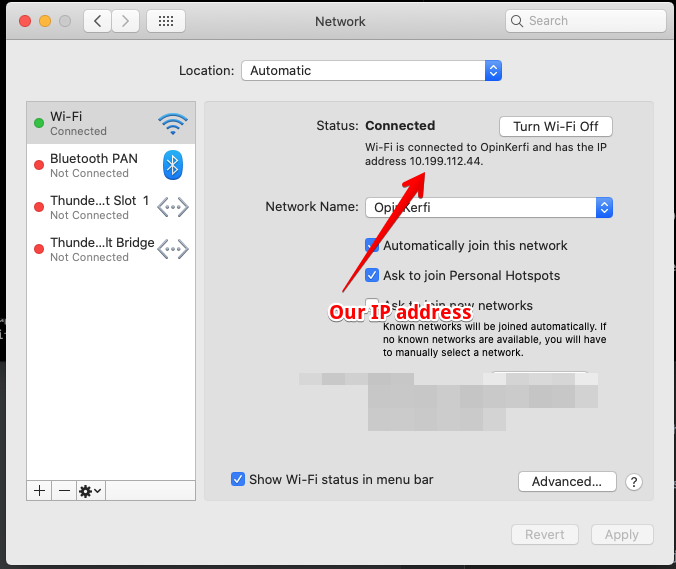 Network
Search
Location: Automatic
Wi-Fi
Connected
Bluetooth PAN
Not Connected
Thunde...t Slot 1
Not Connected
Thunde...lt Bridge
Not Connected
Status: Connected
Turn Wi-Fi Off
Wi-Fi is connected to OpinKerfi and has the IP
address 10.199.112.44.
Network Name: OpinKerfi
Automatically join this network
Ask to join Personal Hotspots
Ask to join new networks
Our IP address
Known networks will be joined automatically. If
no known networks are available, you will have
to manually select a network.
Show Wi-Fi status in menu bar
Advanced...
?
Revert
Apply